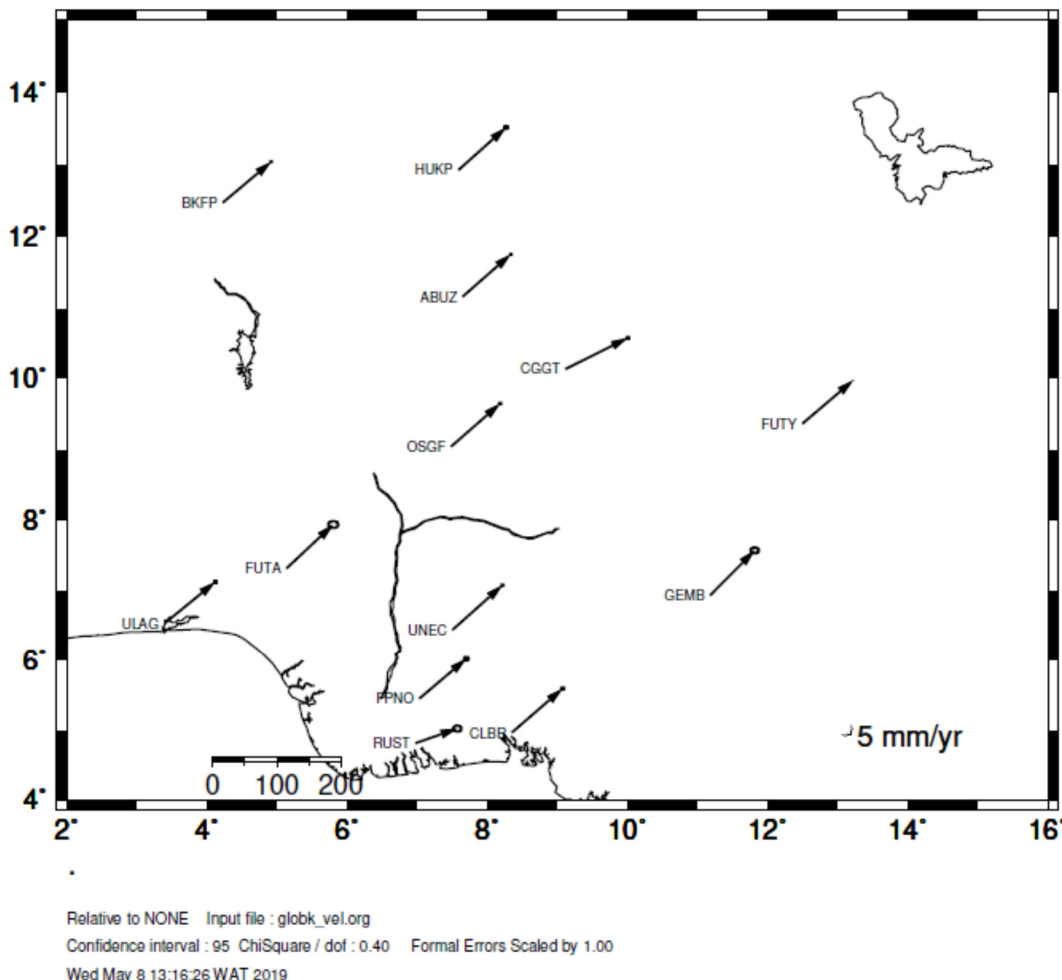 14°
HUKP
BKFP
12°
ABUZ
CGGT
10°
FUTY
OSGF
8°
FUTA
GEMB
ULAG
UNEC
6°
FPNO
CLBR
RUST
5 mm/yr
0 100 200
4°
2° 4° 6° 8° 10° 12° 14° 16°
Relative to NONE Input file : globk_vel.org
Confidence interval : 95 ChiSquare / dof : 0.40 Formal Errors Scaled by 1.00
Wed May 8 13:16:26 WAT 2019